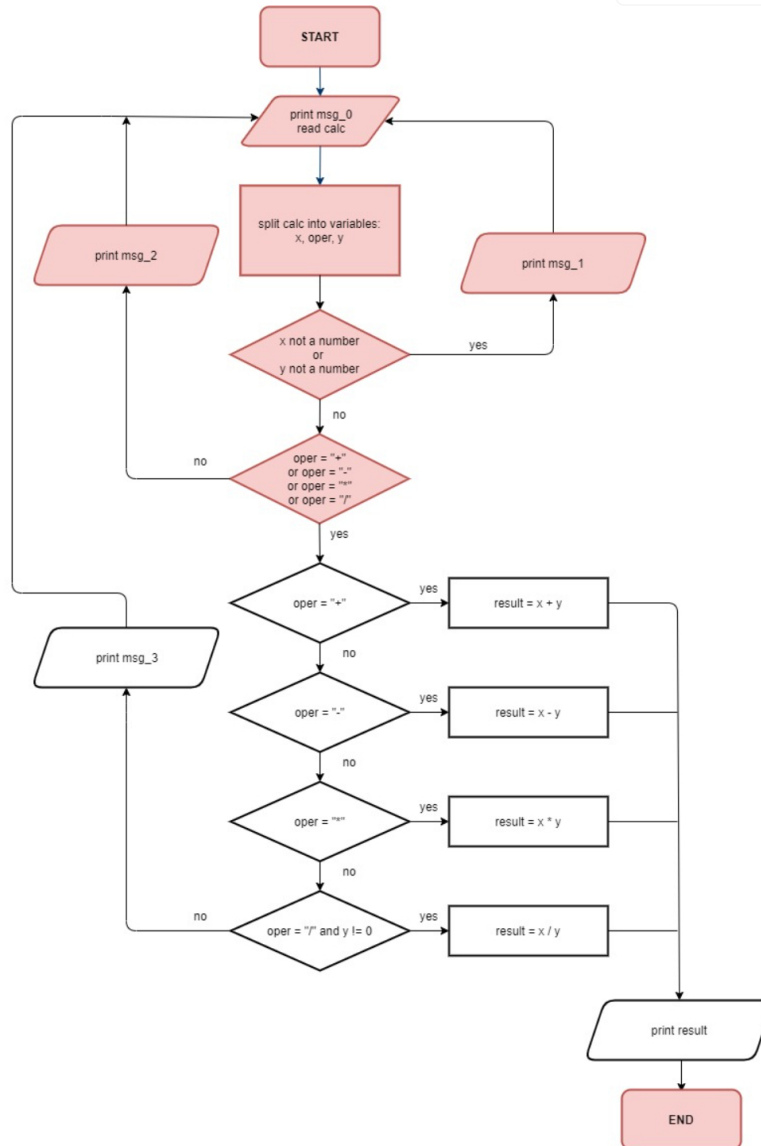 START
print msg_0
read calc
split calc into variables:
x, oper, y
print msg_2
print msg_1
x not a number
or
y not a number
yes
no
oper = "+"
or oper = "-"
or oper = "*"
or oper = "/"
no
yes
oper = "+"
yes
result = x + y
no
print msg_3
oper = "-"
yes
result = x - y
no
oper = "*"
yes
result = x * y
no
no
oper = "/" and y != 0
yes
result = x / y
print result
END